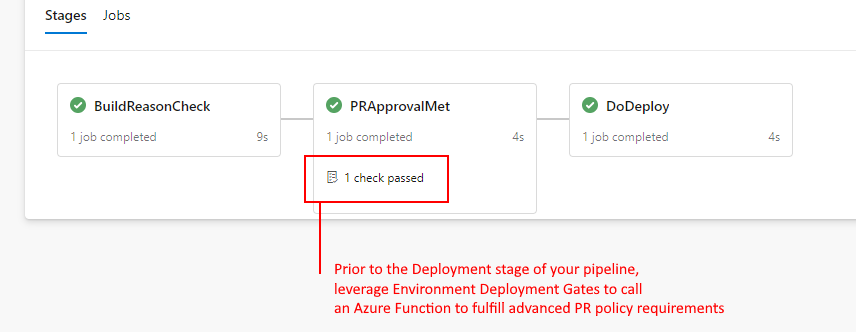 Stages Jobs
BuildReasonCheck
1 job completed 9s
PRApprovalMet
1 job completed 4s
1 check passed
DoDeploy
1 job completed 4s
Prior to the Deployment stage of your pipeline,
leverage Environment Deployment Gates to call
an Azure Function to fulfill advanced PR policy requirements